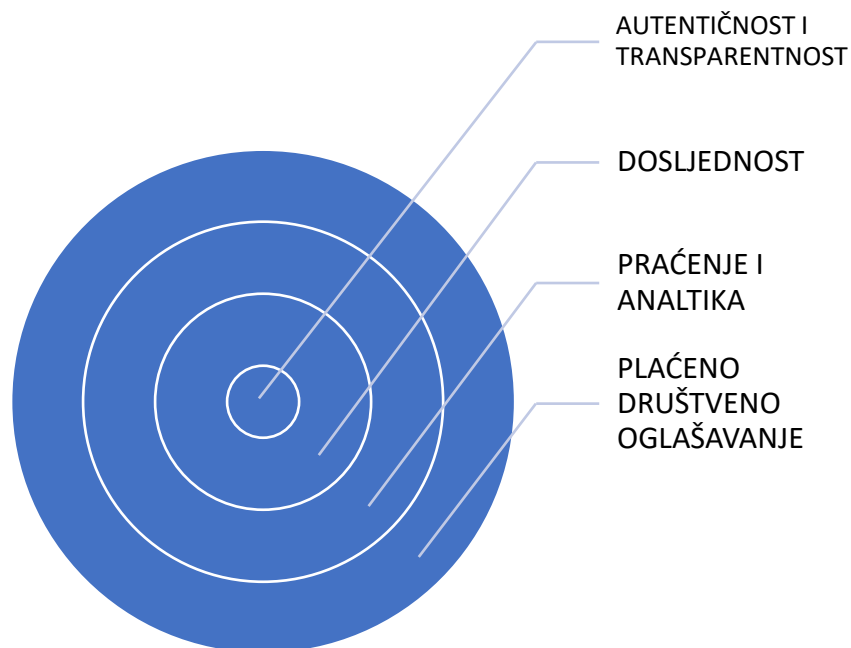 AUTENTIČNOST I
TRANSPARENTNOST
DOSLJEDNOST
PRAĆENJE I
ANALTIKA
PLAĆENO
DRUŠTVENO
OGLAŠAVANJE